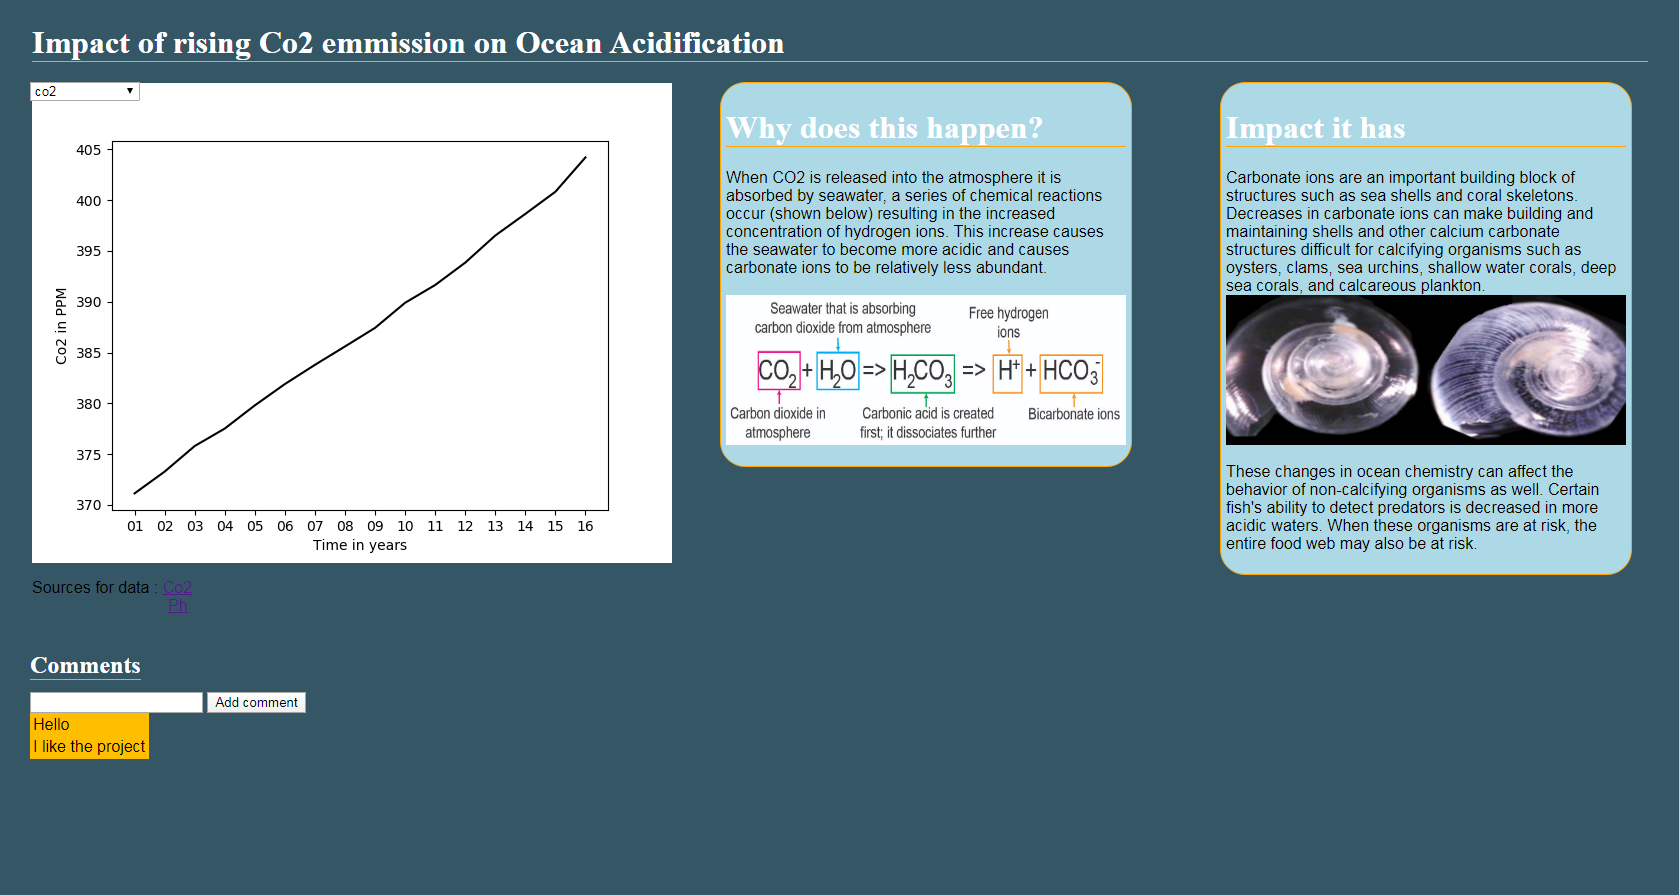 Impact of rising Co2 emmission on Ocean Acidification
co2
405
400
395
390
385
380
375
370
Co2 in PPM
01 02 03 04 05 06 07 08 09 10 11 12 13 14 15 16
Time in years
Sources for data : Co2
Ph
Why does this happen?
When CO2 is released into the atmosphere it is
absorbed by seawater, a series of chemical reactions
occur (shown below) resulting in the increased
concentration of hydrogen ions. This increase causes
the seawater to become more acidic and causes
carbonate ions to be relatively less abundant.
Seawater that is absorbing
carbon dioxide from atmosphere
Free hydrogen
ions
CO₂ + H₂O => H₂CO₃ => H⁺ + HCO₃⁻
Carbon dioxide in
atmosphere
Carbonic acid is created
first; it dissociates further
Bicarbonate ions
Impact it has
Carbonate ions are an important building block of
structures such as sea shells and coral skeletons.
Decreases in carbonate ions can make building and
maintaining shells and other calcium carbonate
structures difficult for calcifying organisms such as
oysters, clams, sea urchins, shallow water corals, deep
sea corals, and calcareous plankton.
These changes in ocean chemistry can affect the
behavior of non-calcifying organisms as well. Certain
fish's ability to detect predators is decreased in more
acidic waters. When these organisms are at risk, the
entire food web may also be at risk.
Comments
Add comment
Hello
I like the project